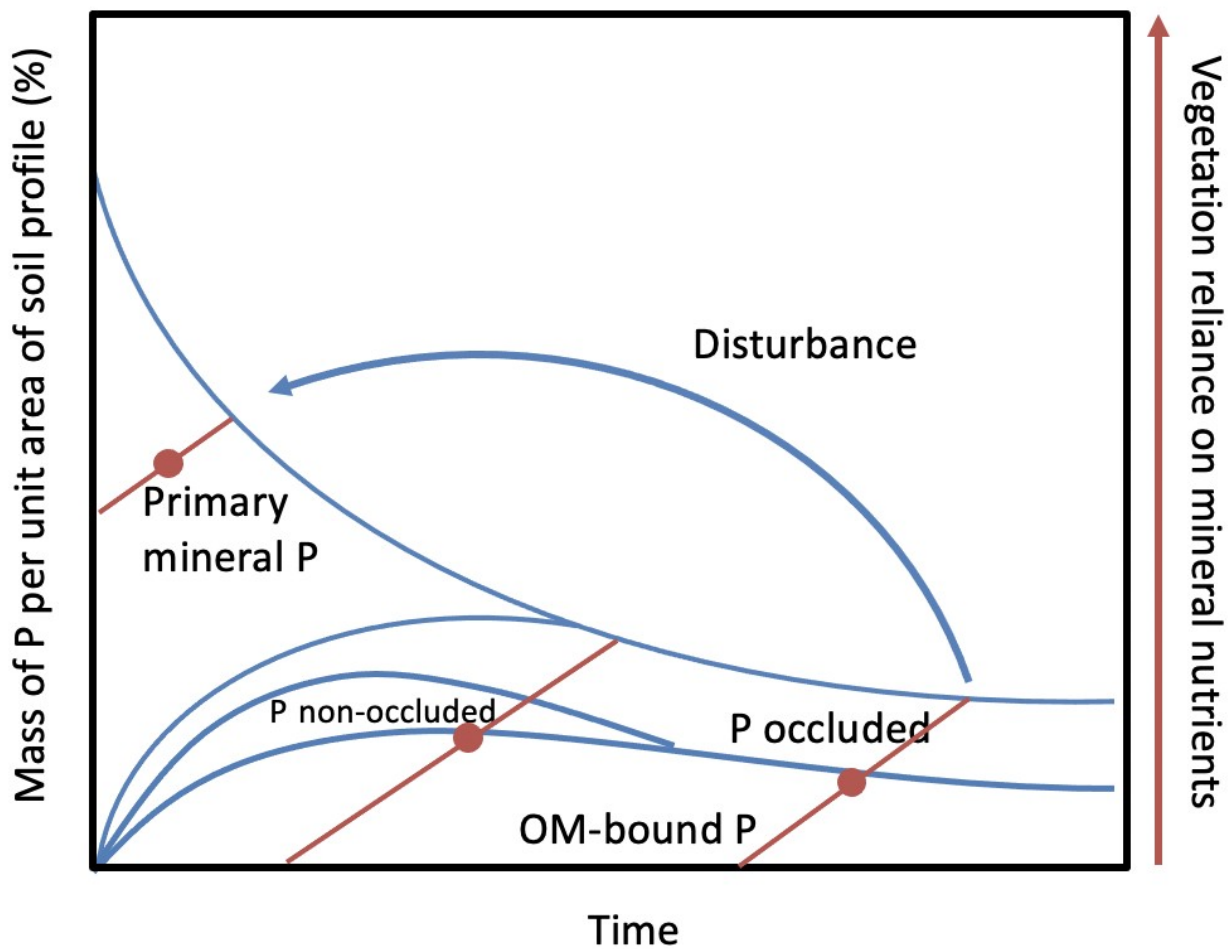 Mass of P per unit area of soil profile (%)
Vegetation reliance on mineral nutrients
Disturbance
Primary
mineral P
P non-occluded
P occluded
OM-bound P
Time